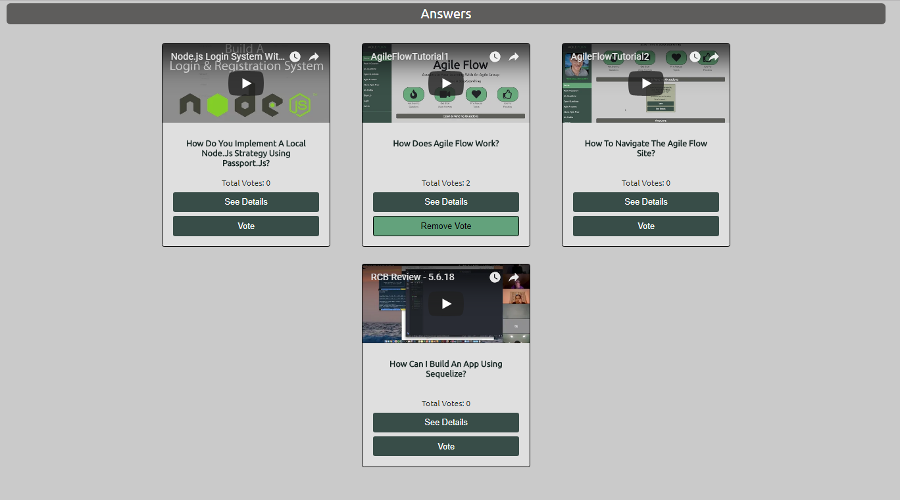 Answers
Node.js Login System Wit...
Build A
Login & Registration System
node
JS
How Do You Implement A Local
Node.Js Strategy Using
Passport.Js?
Total Votes: 0
See Details
Vote
AgileFlowTutorial1
Agile Flow
How Does Agile Flow Work?
Total Votes: 2
See Details
Remove Vote
AgileFlowTutorial2
How To Navigate The Agile Flow
Site?
Total Votes: 0
See Details
Vote
RCB Review - 5.6.18
How Can I Build An App Using
Sequelize?
Total Votes: 0
See Details
Vote